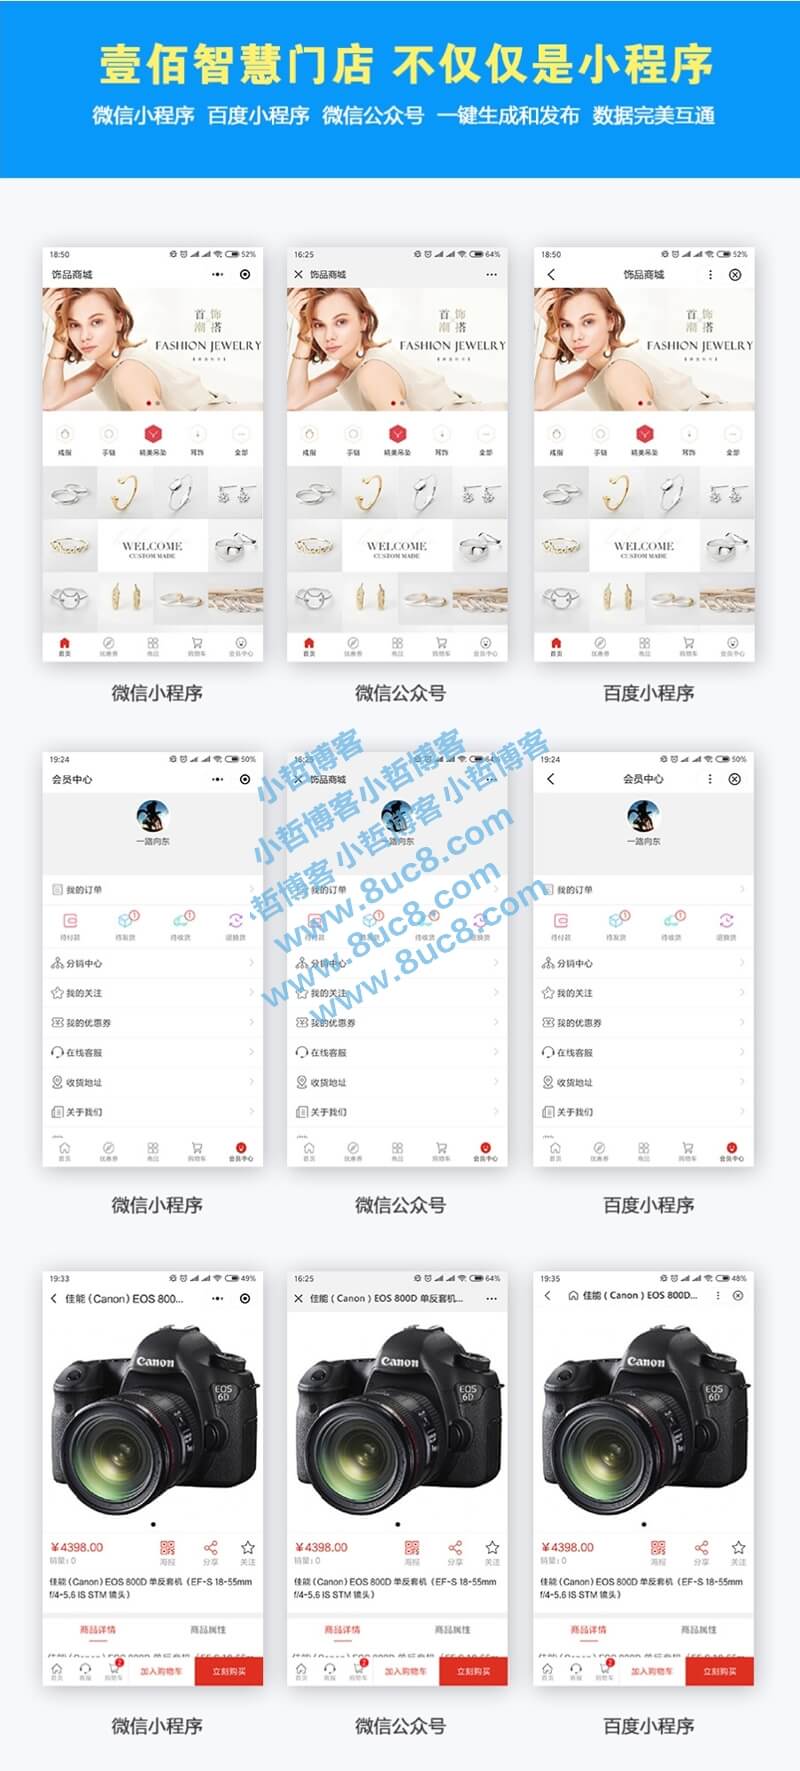 壹佰智慧门店 不仅仅是小程序
微信小程序 百度小程序 微信公众号 一键生成和发布 数据完美互通
18:50 52%
饰品商城
首饰
潮搭
FASHION JEWELRY
戒指 手链 精美吊坠 耳饰 全部
WELCOME
CUSTOM MADE
首页 优惠券 商品 购物车 会员中心
微信小程序
16:25 64%
饰品商城
首饰
潮搭
FASHION JEWELRY
戒指 手链 精美吊坠 耳饰 全部
WELCOME
CUSTOM MADE
首页 优惠券 商品 购物车 会员中心
微信公众号
18:50 52%
饰品商城
首饰
潮搭
FASHION JEWELRY
戒指 手链 精美吊坠 耳饰 全部
WELCOME
CUSTOM MADE
首页 优惠券 商品 购物车 会员中心
百度小程序
19:24 50%
会员中心
一路向东
我的订单
待付款 待发货 待收货 退换货
分销中心
我的关注
我的优惠券
在线客服
收货地址
关于我们
首页 优惠券 商品 购物车 会员中心
微信小程序
16:25 64%
饰品商城
一路向东
我的订单
待付款 待发货 待收货 退换货
分销中心
我的关注
我的优惠券
在线客服
收货地址
关于我们
首页 优惠券 商品 购物车 会员中心
微信公众号
19:24 50%
会员中心
一路向东
我的订单
待付款 待发货 待收货 退换货
分销中心
我的关注
我的优惠券
在线客服
收货地址
关于我们
首页 优惠券 商品 购物车 会员中心
百度小程序
小哲博客
小哲博客小哲博客
哲博客 小哲博客 小哲博客
www.8uc8.com
www.8uc8.com
www.8uc8.com
19:33 49%
佳能（Canon）EOS 800...
Canon
EOS
6D
¥4398.00
销量: 0
海报 分享 关注
佳能（Canon）EOS 800D 单反套机（EF-S 18-55mm
f/4-5.6 IS STM 镜头）
商品详情 商品属性
首页 客服 购物车 2 加入购物车 立刻购买
微信小程序
16:25 64%
佳能（Canon）EOS 800D 单反套机...
Canon
EOS
6D
¥4398.00
销量: 0
海报 分享 关注
佳能（Canon）EOS 800D 单反套机（EF-S 18-55mm
f/4-5.6 IS STM 镜头）
商品详情 商品属性
首页 客服 购物车 2 加入购物车 立刻购买
微信公众号
19:35 48%
佳能（Canon）EOS 800D...
Canon
EOS
6D
¥4398.00
销量: 0
海报 分享 关注
佳能（Canon）EOS 800D 单反套机（EF-S 18-55mm
f/4-5.6 IS STM 镜头）
商品详情 商品属性
首页 客服 购物车 2 加入购物车 立刻购买
百度小程序